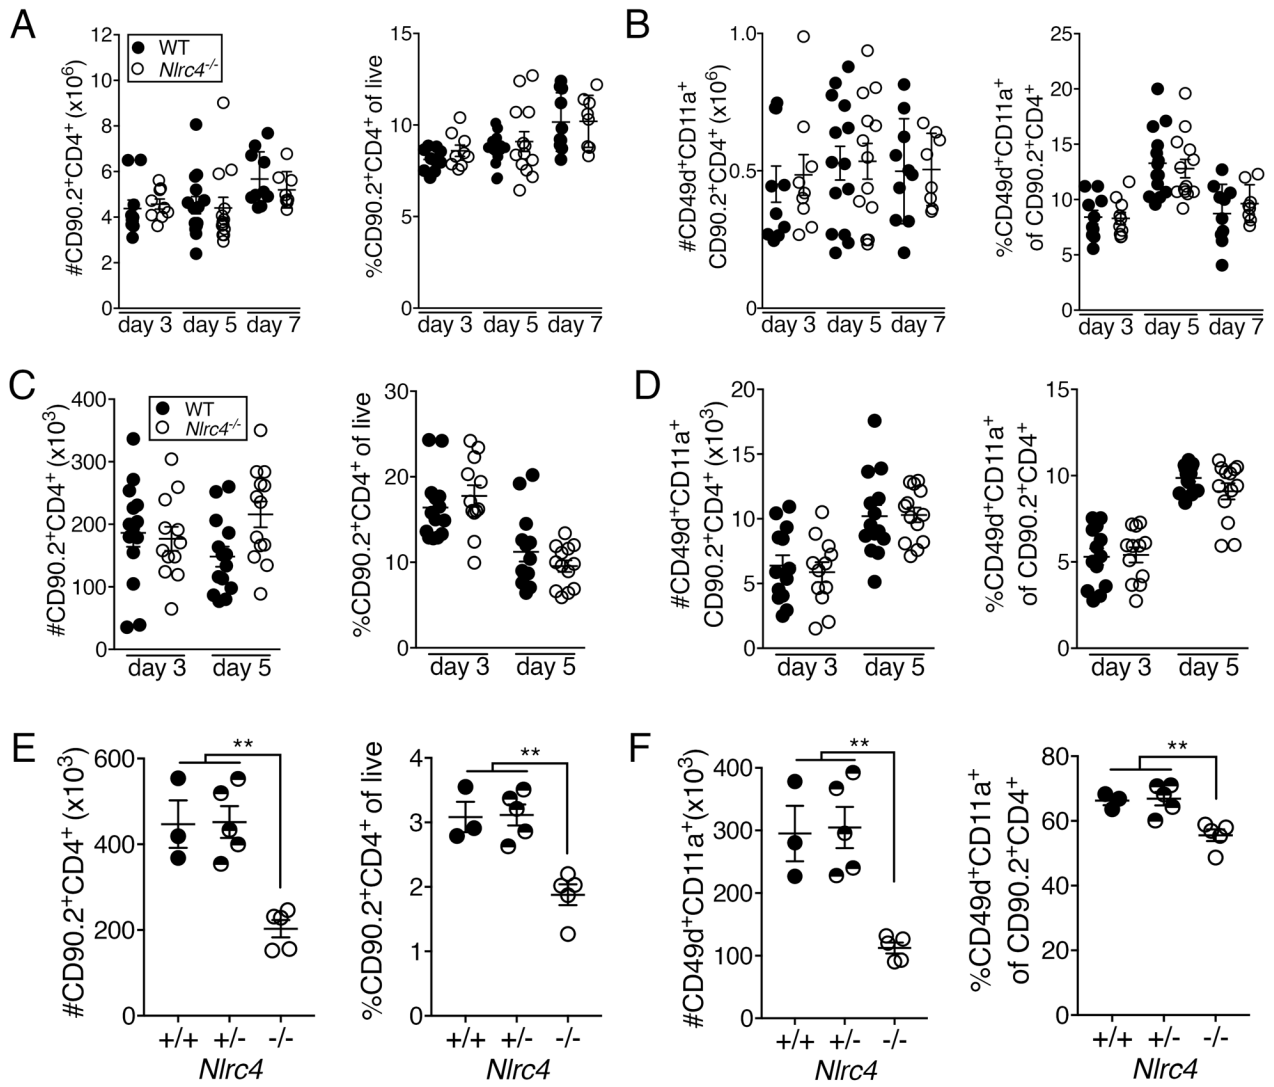 A
#CD90.2⁺CD4⁺ (x10⁶)
12
10
8
6
4
2
0
WT
Nlrc4⁻/⁻
day 3 day 5 day 7
%CD90.2⁺CD4⁺ of live
15
10
5
0
day 3 day 5 day 7
B
#CD49d⁺CD11a⁺
CD90.2⁺CD4⁺ (x10⁶)
1.0
0.5
0
day 3 day 5 day 7
%CD49d⁺CD11a⁺
of CD90.2⁺CD4⁺
25
20
15
10
5
0
day 3 day 5 day 7
C
#CD90.2⁺CD4⁺ (x10³)
400
300
200
100
0
WT
Nlrc4⁻/⁻
day 3 day 5
%CD90.2⁺CD4⁺ of live
30
20
10
0
day 3 day 5
D
#CD49d⁺CD11a⁺
CD90.2⁺CD4⁺ (x10³)
20
15
10
5
0
day 3 day 5
%CD49d⁺CD11a⁺
of CD90.2⁺CD4⁺
15
10
5
0
day 3 day 5
E
#CD90.2⁺CD4⁺ (x10³)
600
400
200
0
**
+/+ +/- -/-
Nlrc4
%CD90.2⁺CD4⁺ of live
4
3
2
1
0
**
+/+ +/- -/-
Nlrc4
F
#CD49d⁺CD11a⁺(x10³)
400
300
200
100
0
**
+/+ +/- -/-
Nlrc4
%CD49d⁺CD11a⁺
of CD90.2⁺CD4⁺
80
60
40
20
0
**
+/+ +/- -/-
Nlrc4